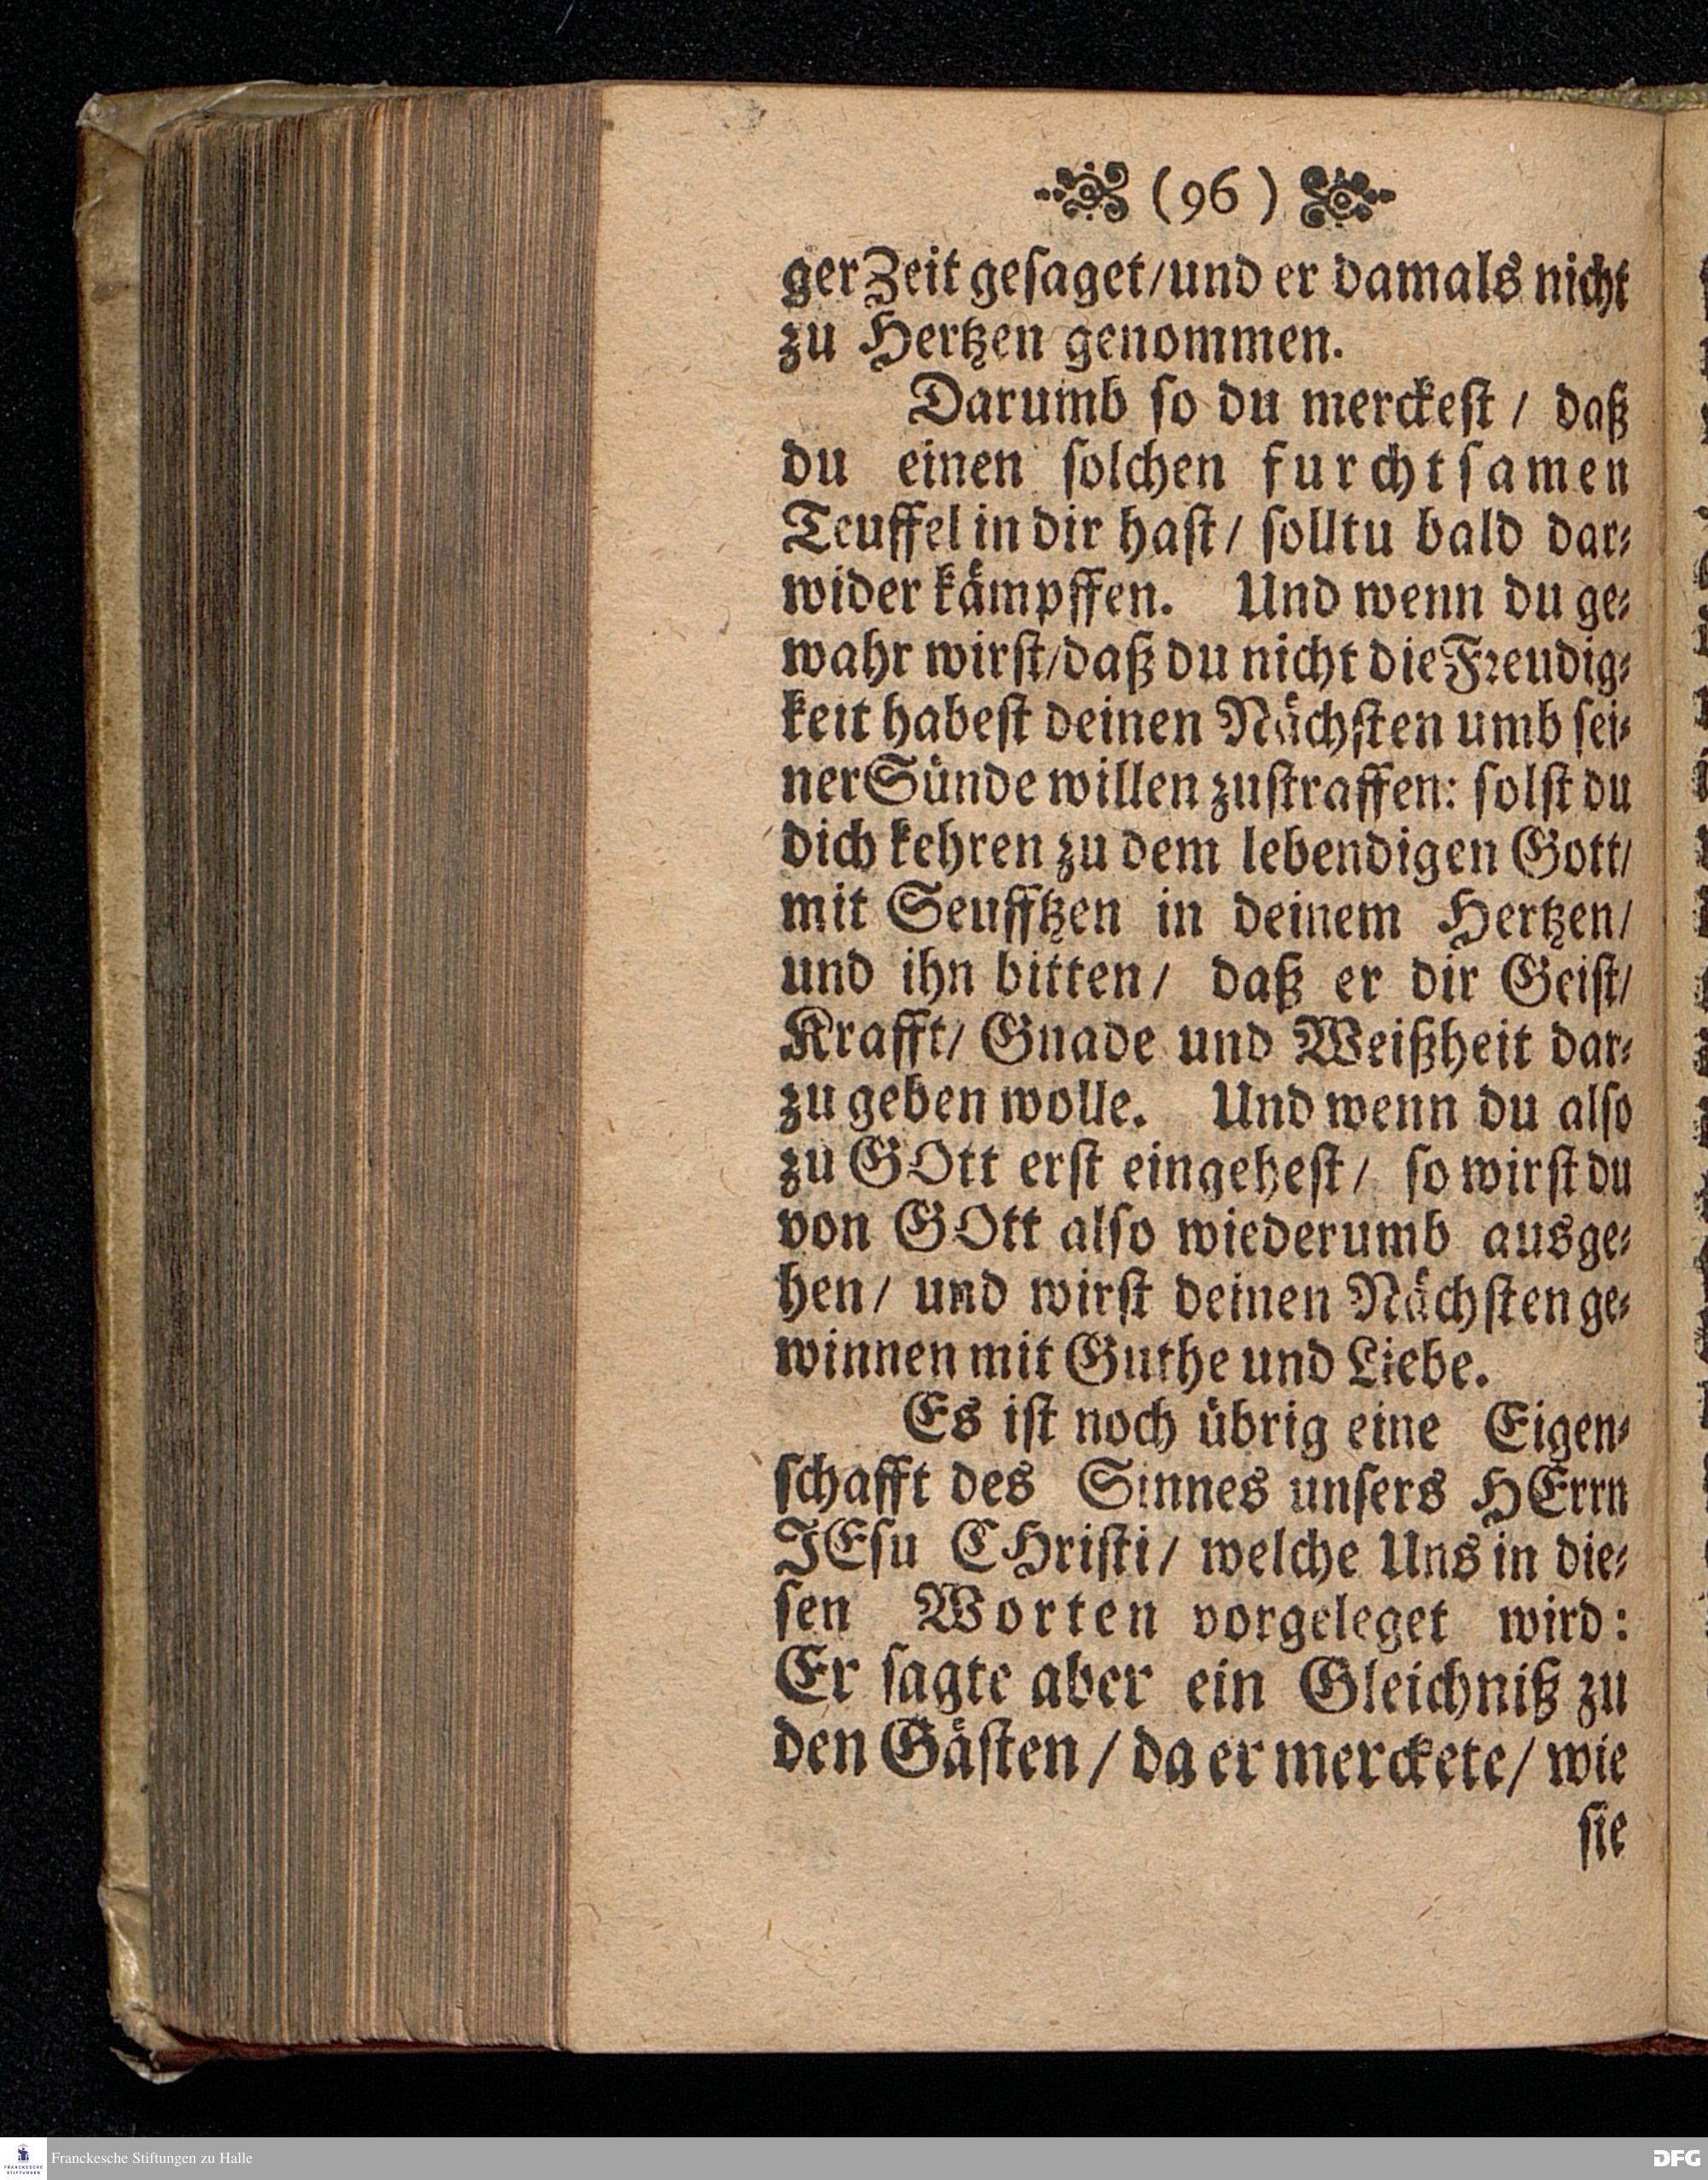 (96)
ger Zeit geſaget/und er damals nicht
zu Hertzen genommen.
Darumb ſo du merckeſt / daß
du einen ſolchen furchtſamen
Teuffel in dir haſt/ ſolltu bald dar⸗
wider kämpffen. Und wenn du ge⸗
wahr wirſt/daß du nicht die Freudig⸗
keit habeſt deinen Nächſten umb ſei⸗
ner Sünde willen zuſtraffen: ſolſt du
dich kehren zu dem lebendigen Gott/
mit Seufftzen in deinem Hertzen/
und ihn bitten/ daß er dir Geiſt/
Krafft/ Gnade und Weißheit dar⸗
zu geben wolle. Und wenn du alſo
zu GOtt erſt eingeheſt/ ſo wirſt du
von GOtt alſo wiederumb ausge⸗
hen/ und wirſt deinen Nächſten ge⸗
winnen mit Guthe und Liebe.
Es iſt noch übrig eine Eigen⸗
ſchafft des Sinnes unſers HErrn
JEſu CHriſti/ welche Uns in die⸗
ſen Worten vorgeleget wird:
Er ſagte aber ein Gleichniß zu
den Gäſten/ da er merckete/ wie
ſie
FRANCKESCHE
STIFTUNGEN
Franckesche Stiftungen zu Halle
DFG